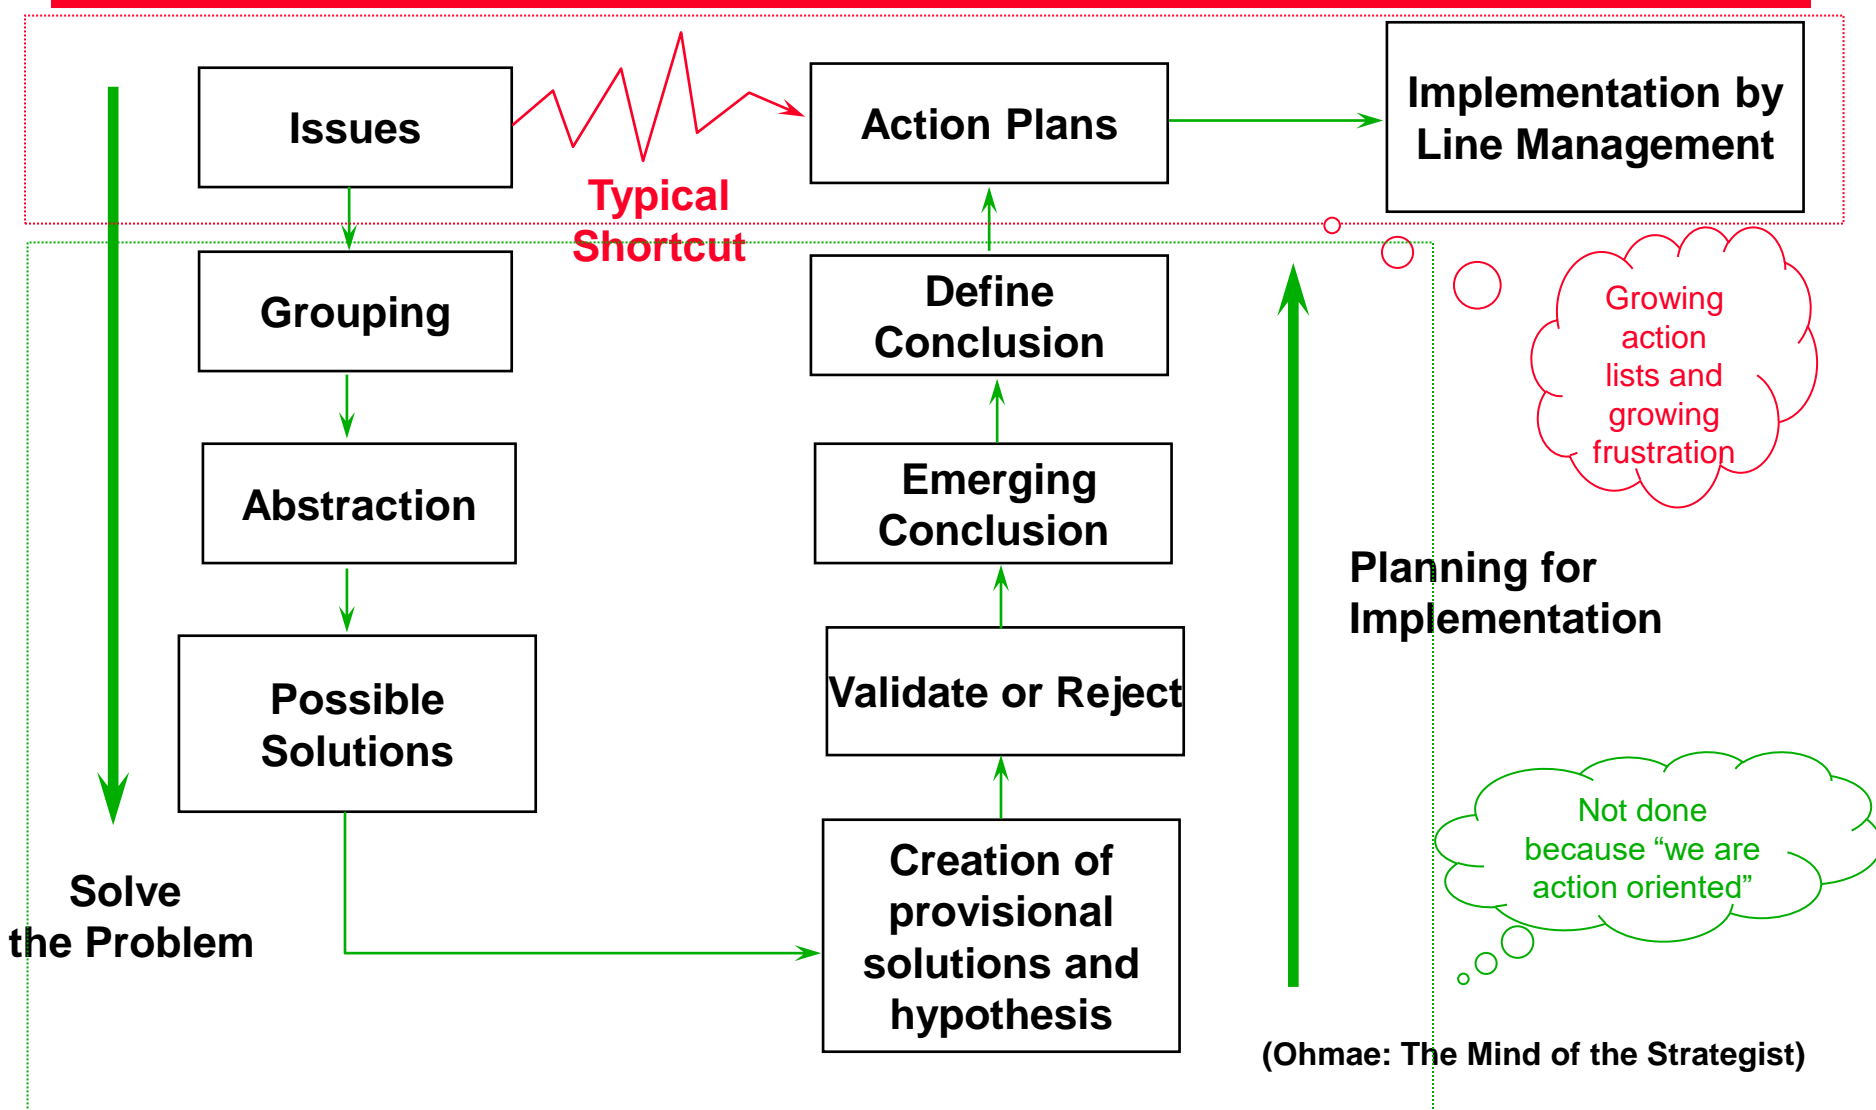 Issues
Typical
Shortcut
Action Plans
Implementation by
Line Management
Grouping
Define
Conclusion
Growing
action
lists and
growing
frustration
Abstraction
Emerging
Conclusion
Planning for
Implementation
Possible
Solutions
Validate or Reject
Not done
because “we are
action oriented”
Solve
the Problem
Creation of
provisional
solutions and
hypothesis
(Ohmae: The Mind of the Strategist)